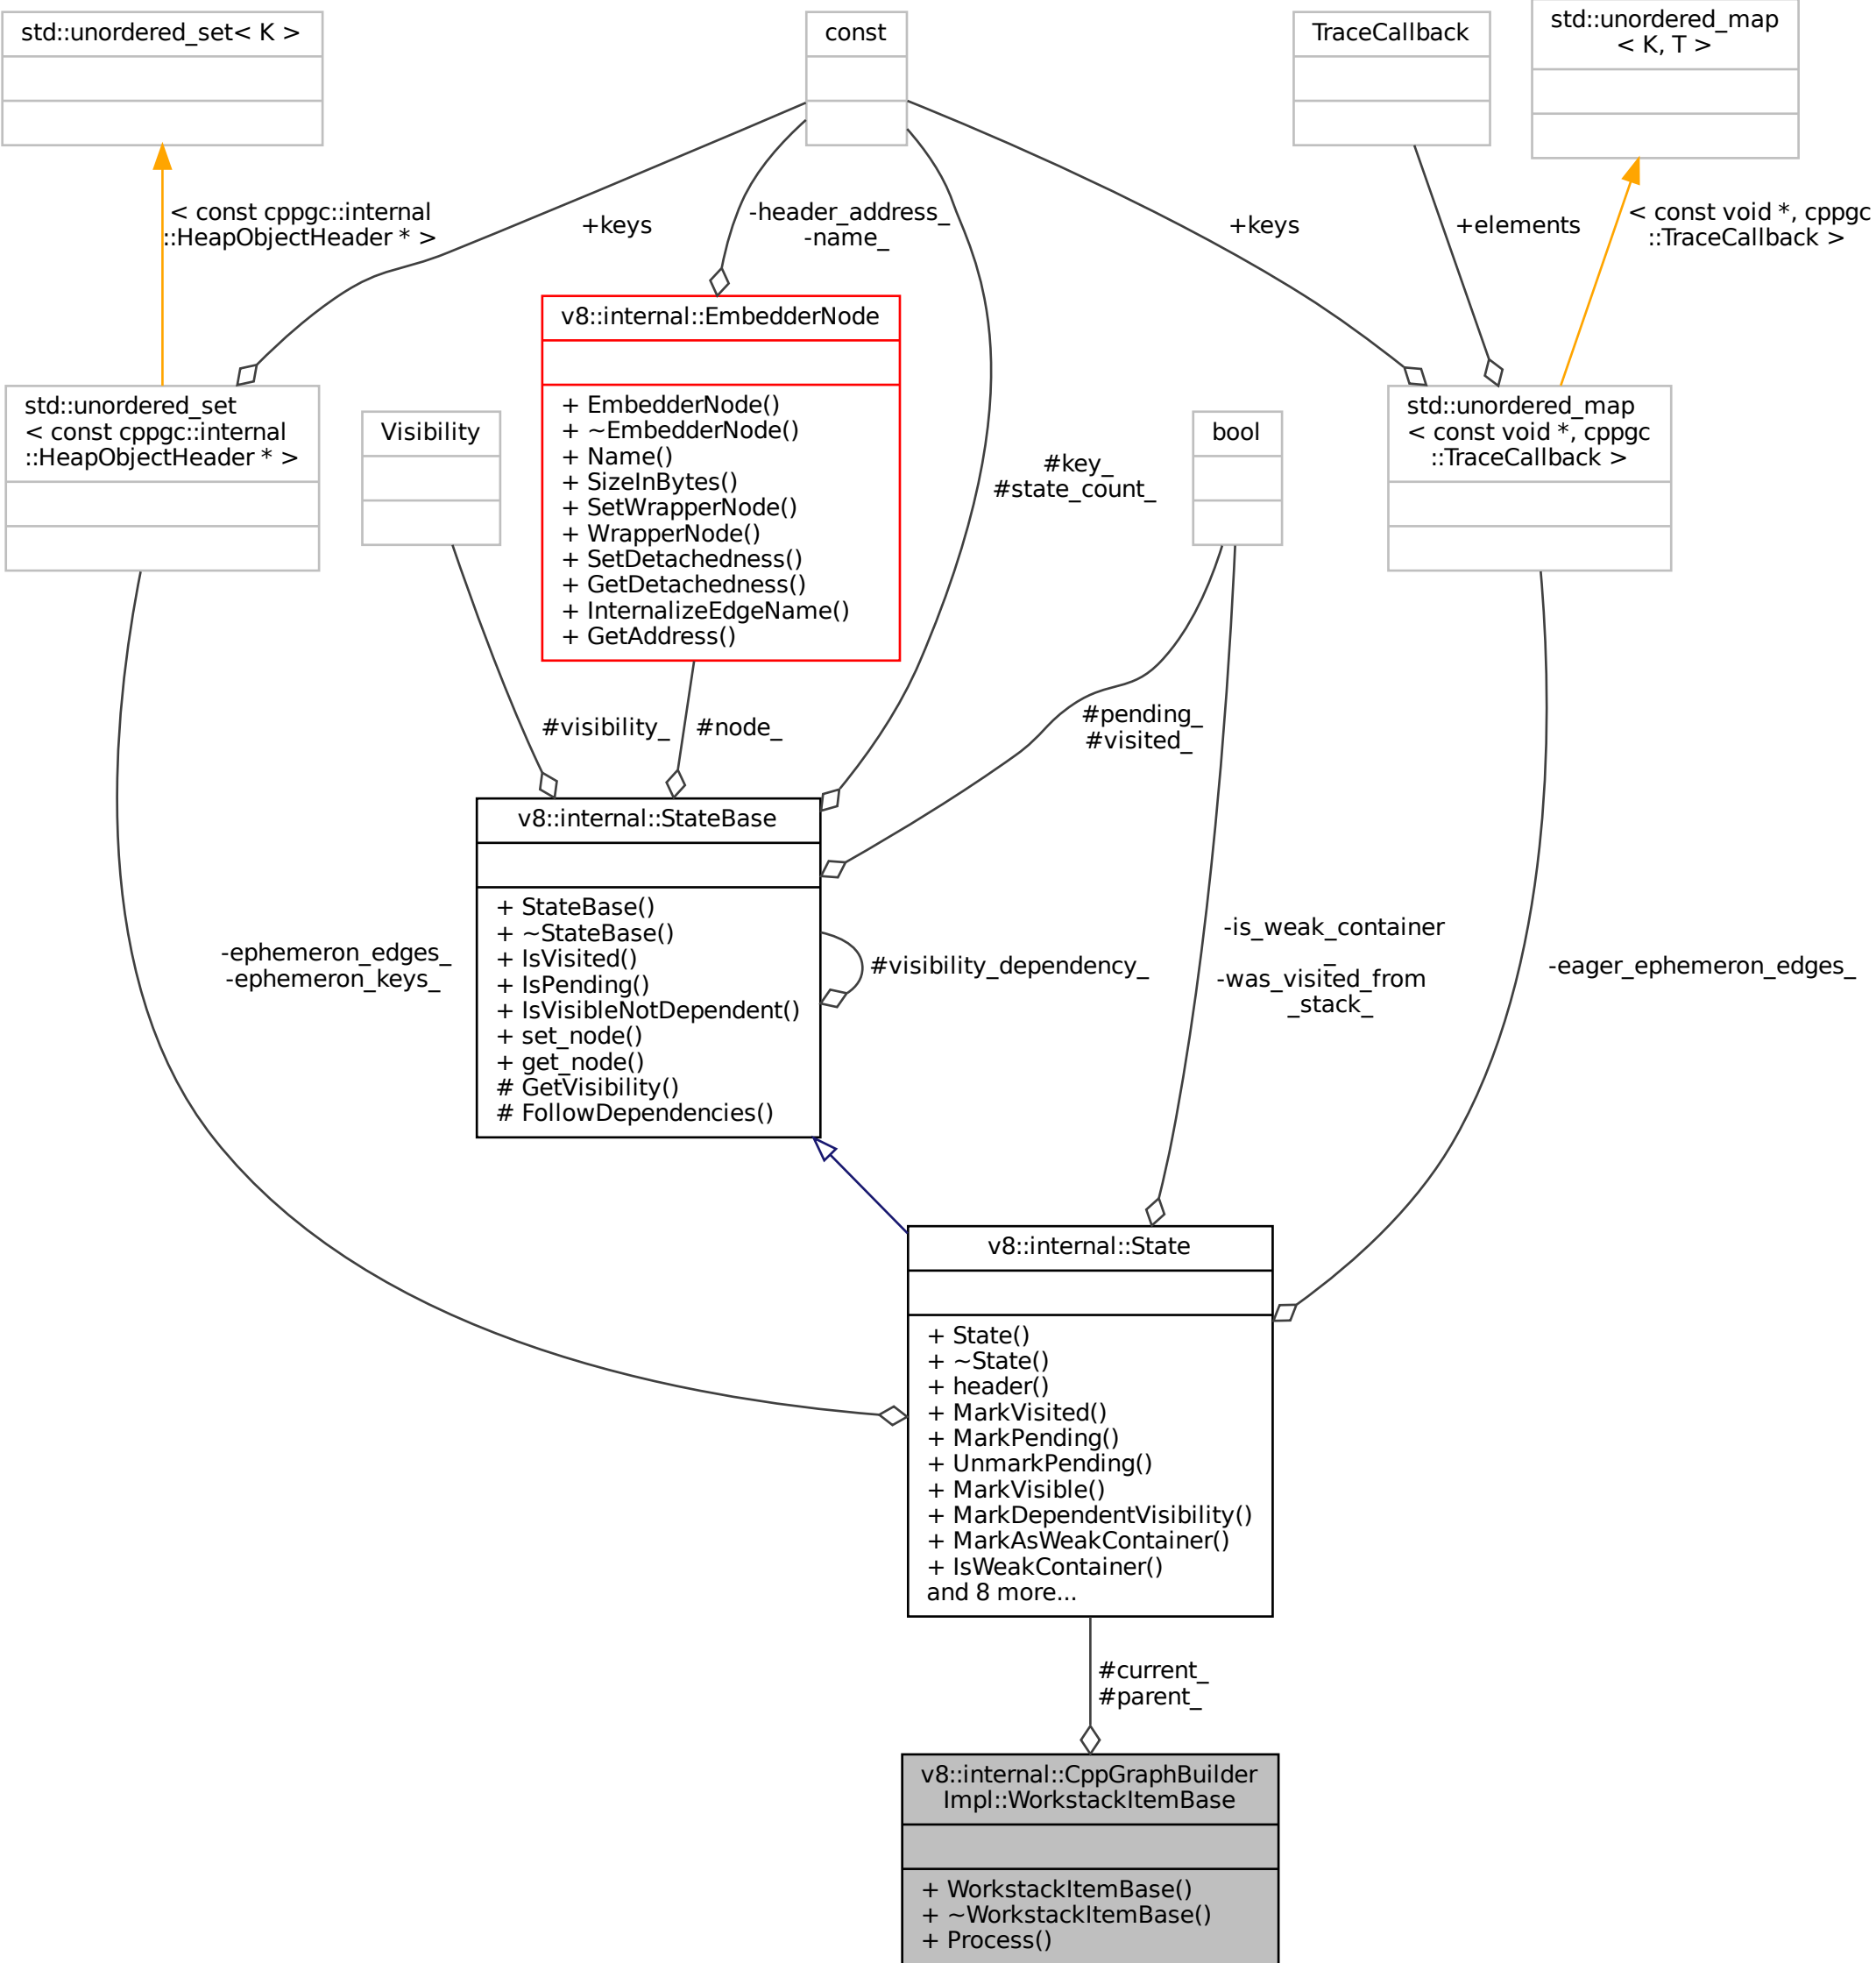 std::unordered_set< K >
const
TraceCallback
std::unordered_map
< K, T >
< const cppgc::internal
::HeapObjectHeader * >
+keys
-header_address_
-name_
+keys
+elements
< const void *, cppgc
::TraceCallback >
std::unordered_set
< const cppgc::internal
::HeapObjectHeader * >
Visibility
v8::internal::EmbedderNode
+ EmbedderNode()
+ ~EmbedderNode()
+ Name()
+ SizeInBytes()
+ SetWrapperNode()
+ WrapperNode()
+ SetDetachedness()
+ GetDetachedness()
+ InternalizeEdgeName()
+ GetAddress()
#key_
#state_count_
bool
std::unordered_map
< const void *, cppgc
::TraceCallback >
#visibility_
#node_
#pending_
#visited_
v8::internal::StateBase
+ StateBase()
+ ~StateBase()
+ IsVisited()
+ IsPending()
+ IsVisibleNotDependent()
+ set_node()
+ get_node()
# GetVisibility()
# FollowDependencies()
#visibility_dependency_
-ephemeron_edges_
-ephemeron_keys_
-is_weak_container
_
-was_visited_from
_stack_
-eager_ephemeron_edges_
v8::internal::State
+ State()
+ ~State()
+ header()
+ MarkVisited()
+ MarkPending()
+ UnmarkPending()
+ MarkVisible()
+ MarkDependentVisibility()
+ MarkAsWeakContainer()
+ IsWeakContainer()
and 8 more...
#current_
#parent_
v8::internal::CppGraphBuilder
Impl::WorkstackItemBase
+ WorkstackItemBase()
+ ~WorkstackItemBase()
+ Process()